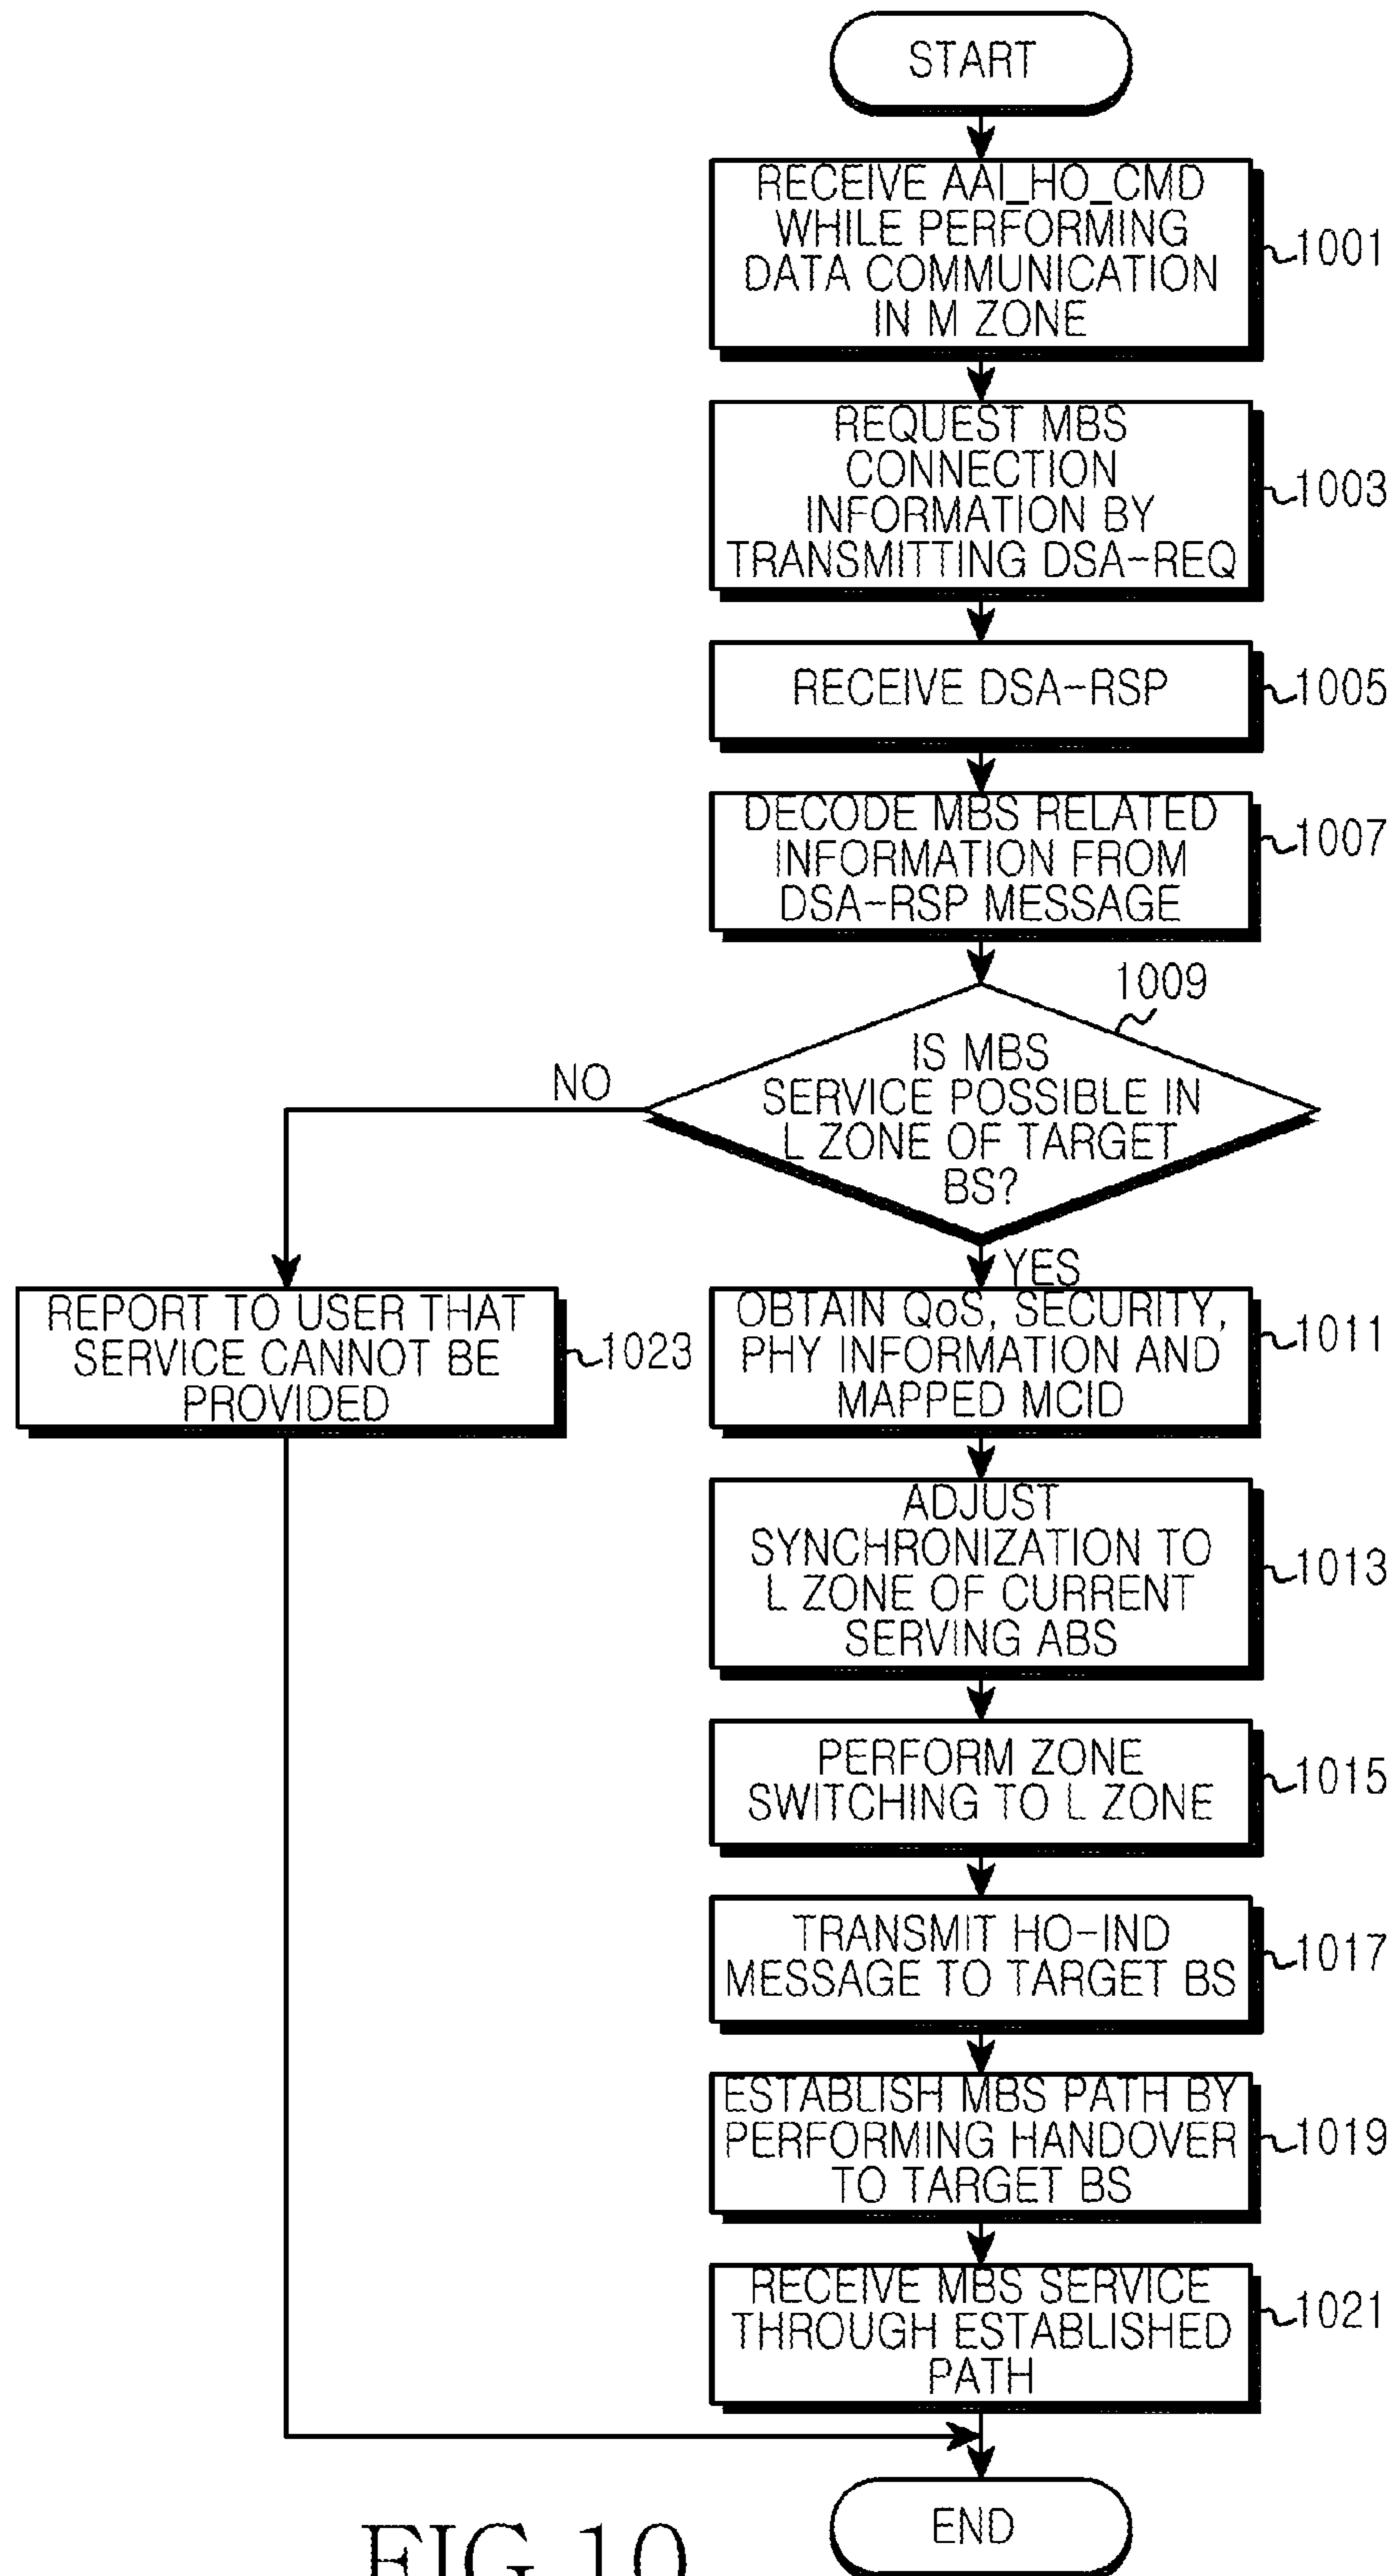 START
RECEIVE AAI_HO_CMD
WHILE PERFORMING
DATA COMMUNICATION
IN M ZONE
1001
REQUEST MBS
CONNECTION
INFORMATION BY
TRANSMITTING DSA-REQ
1003
RECEIVE DSA-RSP
1005
DECODE MBS RELATED
INFORMATION FROM
DSA-RSP MESSAGE
1007
1009
IS MBS
SERVICE POSSIBLE IN
L ZONE OF TARGET
BS?
NO
YES
REPORT TO USER THAT
SERVICE CANNOT BE
PROVIDED
1023
OBTAIN QoS, SECURITY,
PHY INFORMATION AND
MAPPED MCID
1011
ADJUST
SYNCHRONIZATION TO
L ZONE OF CURRENT
SERVING ABS
1013
PERFORM ZONE
SWITCHING TO L ZONE
1015
TRANSMIT HO-IND
MESSAGE TO TARGET BS
1017
ESTABLISH MBS PATH BY
PERFORMING HANDOVER
TO TARGET BS
1019
RECEIVE MBS SERVICE
THROUGH ESTABLISHED
PATH
1021
END
FIG.10